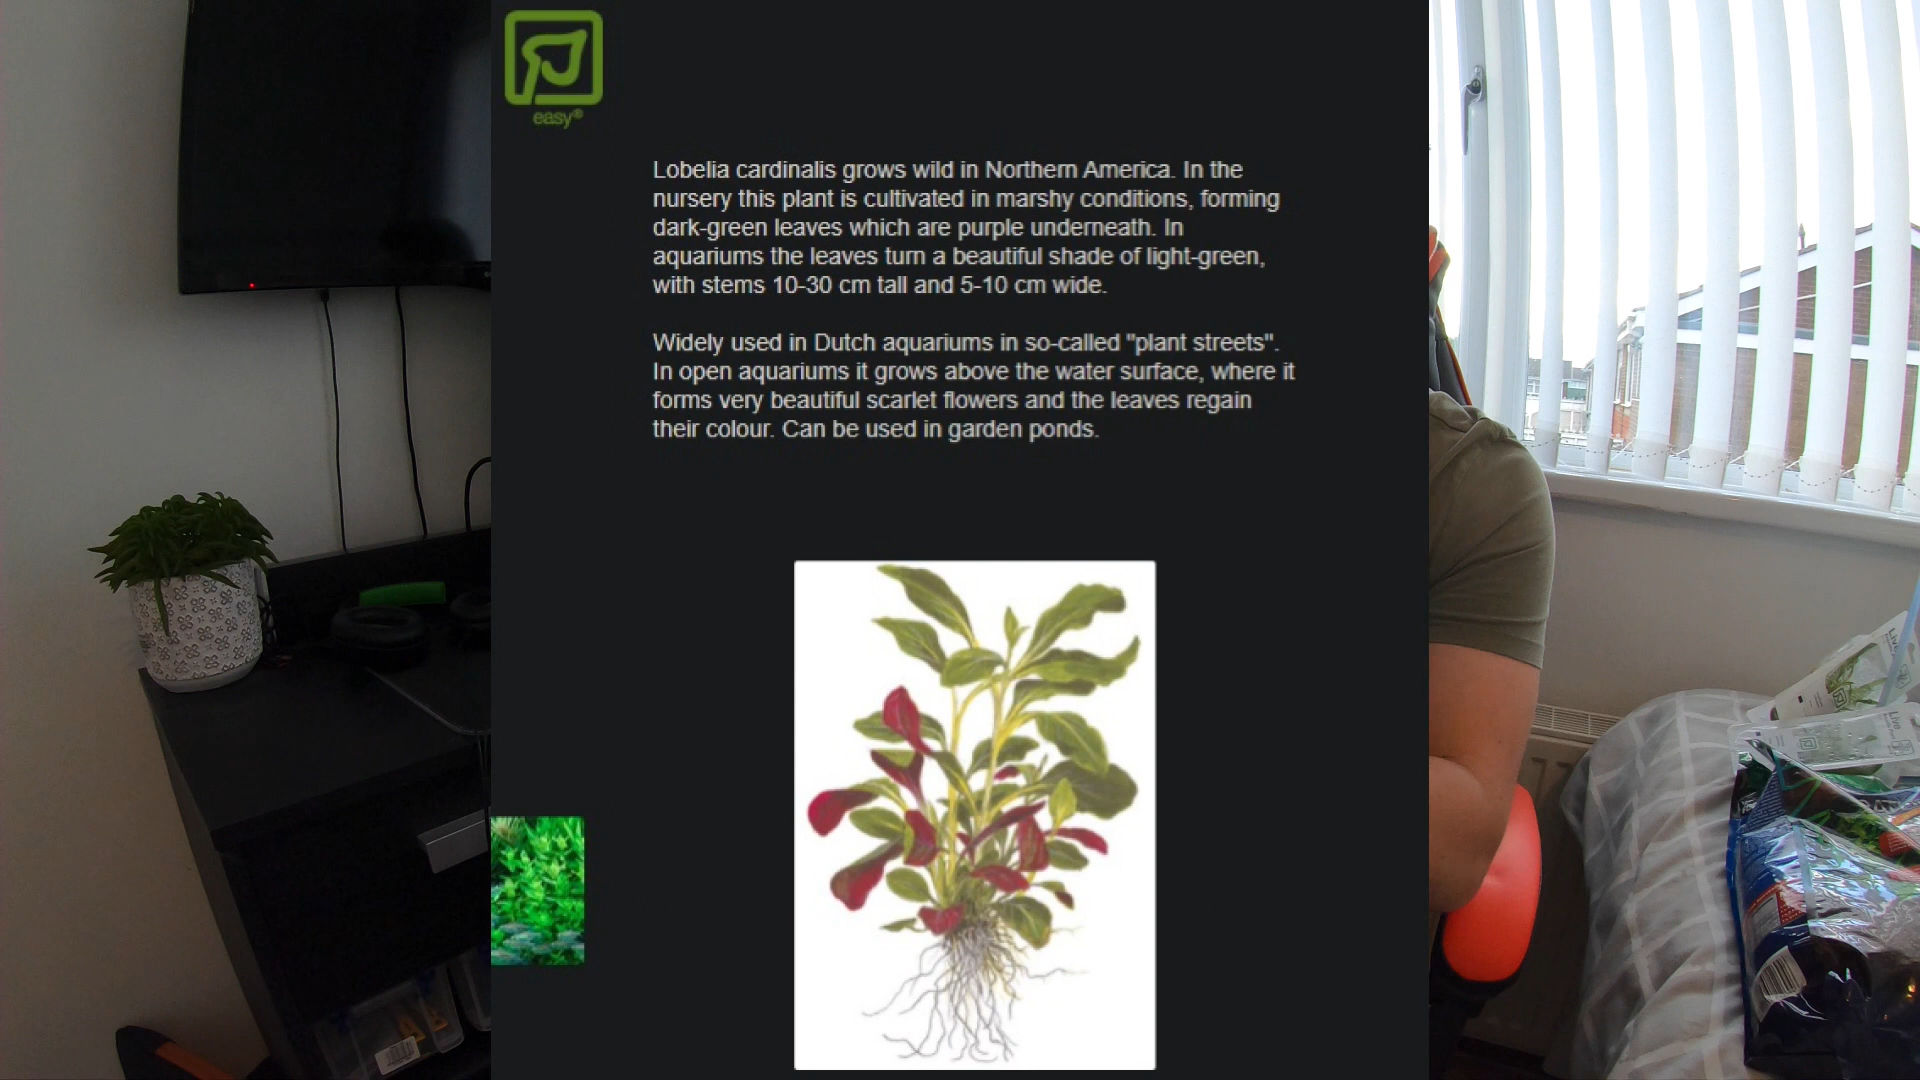 easy®
Lobelia cardinalis grows wild in Northern America. In the
nursery this plant is cultivated in marshy conditions, forming
dark-green leaves which are purple underneath. In
aquariums the leaves turn a beautiful shade of light-green,
with stems 10-30 cm tall and 5-10 cm wide.
Widely used in Dutch aquariums in so-called "plant streets".
In open aquariums it grows above the water surface, where it
forms very beautiful scarlet flowers and the leaves regain
their colour. Can be used in garden ponds.
Live
Live